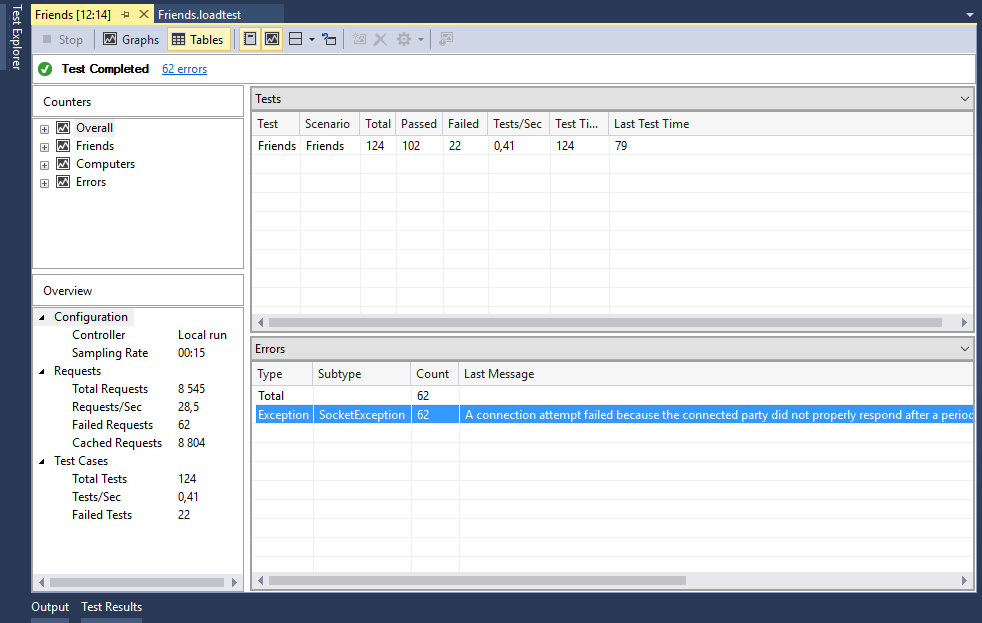 Test Explorer
Friends [12:14] Friends.loadtest
Stop Graphs Tables
Test Completed 62 errors
Counters
Overall
Friends
Computers
Errors
Overview
Configuration
Controller Local run
Sampling Rate 00:15
Requests
Total Requests 8 545
Requests/Sec 28,5
Failed Requests 62
Cached Requests 8 804
Test Cases
Total Tests 124
Tests/Sec 0,41
Failed Tests 22
Tests
Test Scenario Total Passed Failed Tests/Sec Test Ti... Last Test Time
Friends Friends 124 102 22 0,41 124 79
Errors
Type Subtype Count Last Message
Total 62
Exception SocketException 62 A connection attempt failed because the connected party did not properly respond after a period
Output Test Results